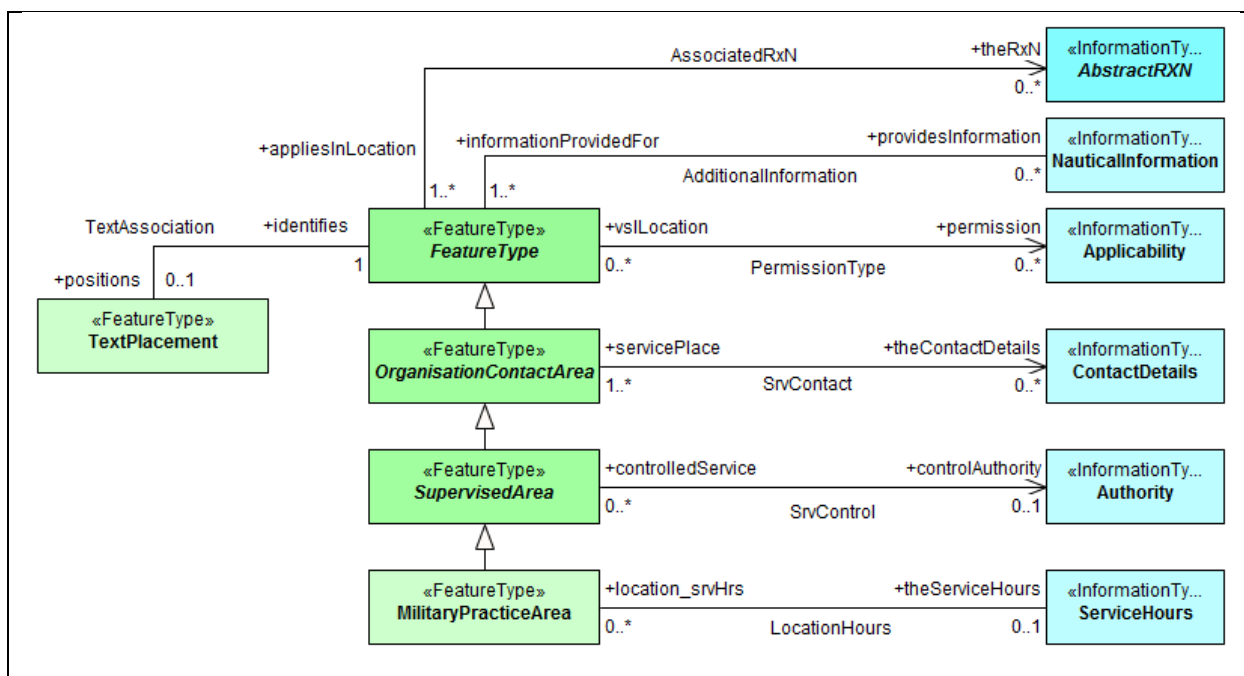 AssociatedRxN
+theRxN
0..*
«InformationTy...
AbstractRXN
+appliesInLocation
1..*
+informationProvidedFor
1..*
AdditionalInformation
+providesInformation
0..*
«InformationTy...
NauticalInformation
TextAssociation
+identifies
1
+positions
0..1
«FeatureType»
TextPlacement
«FeatureType»
FeatureType
+vslLocation
0..*
PermissionType
+permission
0..*
«InformationTy...
Applicability
«FeatureType»
OrganisationContactArea
+servicePlace
1..*
SrvContact
+theContactDetails
0..*
«InformationTy...
ContactDetails
«FeatureType»
SupervisedArea
+controlledService
0..*
SrvControl
+controlAuthority
0..1
«InformationTy...
Authority
«FeatureType»
MilitaryPracticeArea
+location_srvHrs
0..*
LocationHours
+theServiceHours
0..1
«InformationTy...
ServiceHours